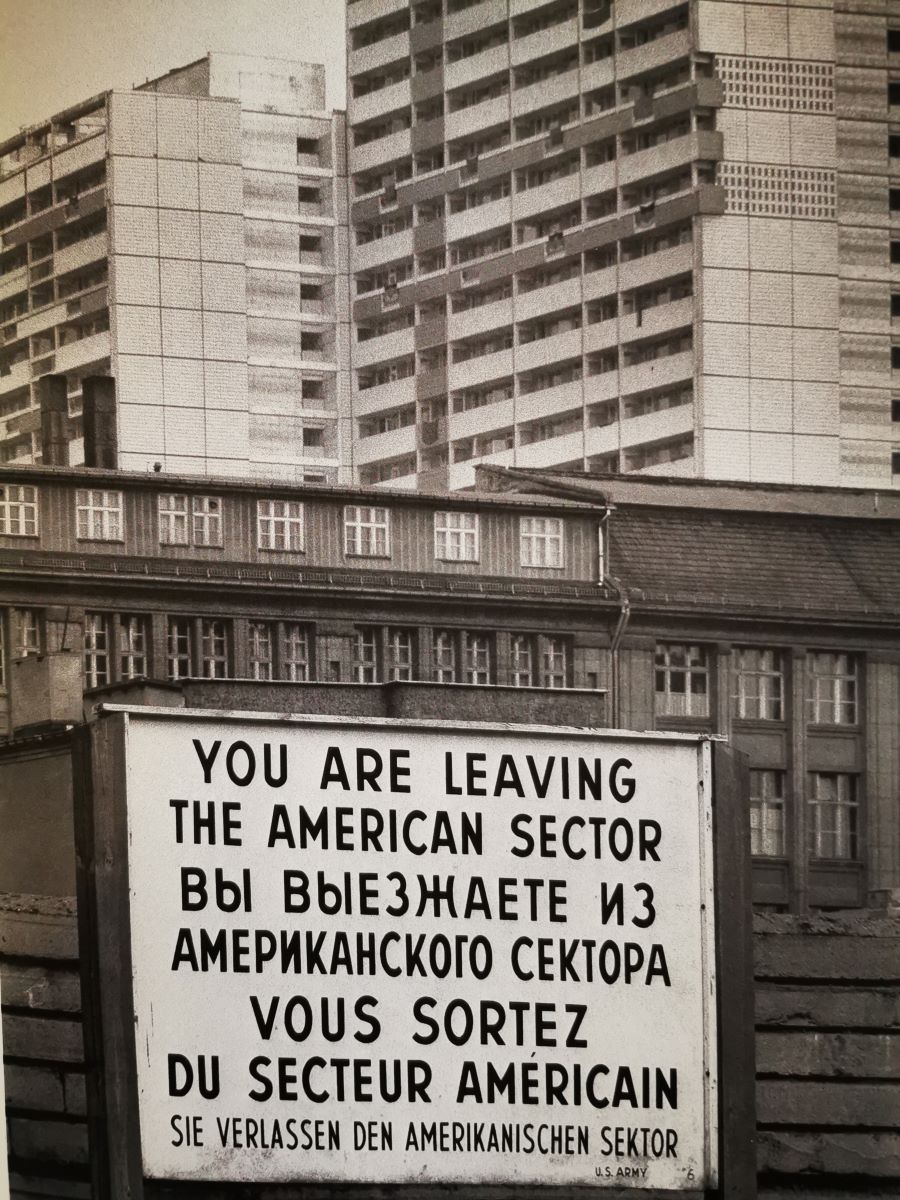 YOU ARE LEAVING
THE AMERICAN SECTOR
ВЫ ВЫЕЗЖАЕТЕ ИЗ
АМЕРИКАНСКОГО СЕКТОРА
VOUS SORTEZ
DU SECTEUR AMÉRICAIN
SIE VERLASSEN DEN AMERIKANISCHEN SEKTOR
U.S. ARMY 6